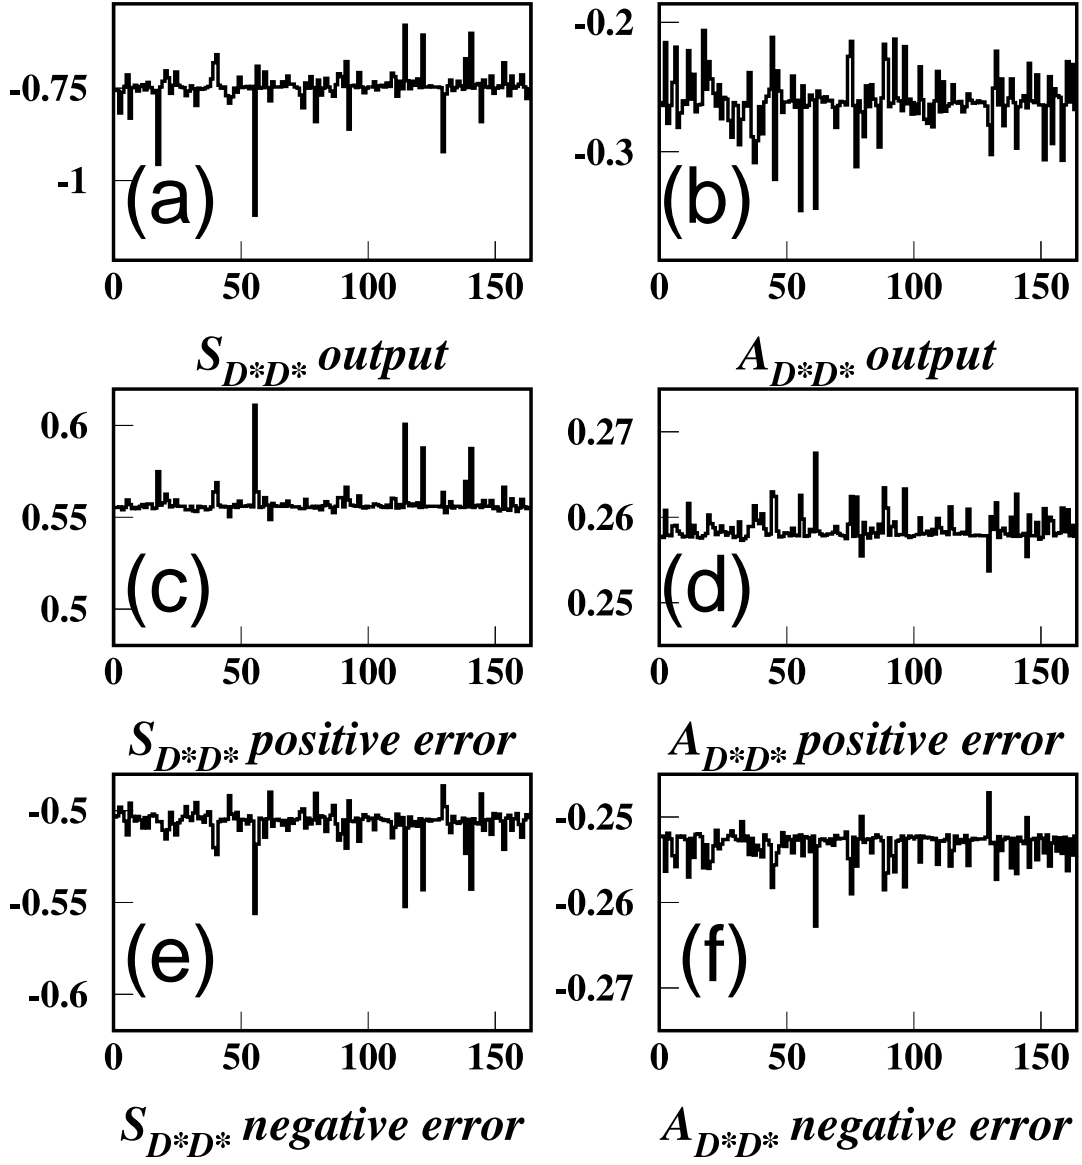 -0.75
-1
(a)
0 50 100 150
S_{D*D*} output
-0.2
-0.3
(b)
0 50 100 150
A_{D*D*} output
0.6
0.55
0.5
(c)
0 50 100 150
S_{D*D*} positive error
0.27
0.26
0.25
(d)
0 50 100 150
A_{D*D*} positive error
-0.5
-0.55
-0.6
(e)
0 50 100 150
S_{D*D*} negative error
-0.25
-0.26
-0.27
(f)
0 50 100 150
A_{D*D*} negative error